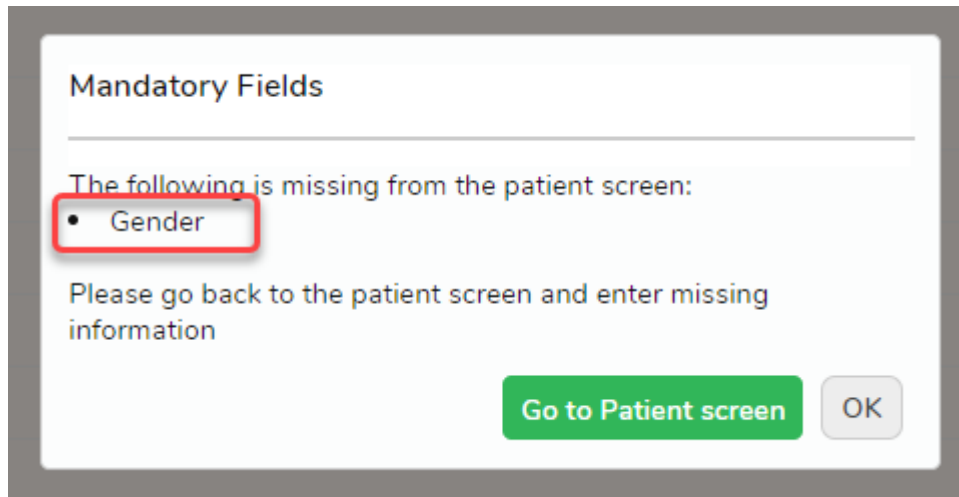 Mandatory Fields
The following is missing from the patient screen:
• Gender
Please go back to the patient screen and enter missing
information
Go to Patient screen
OK